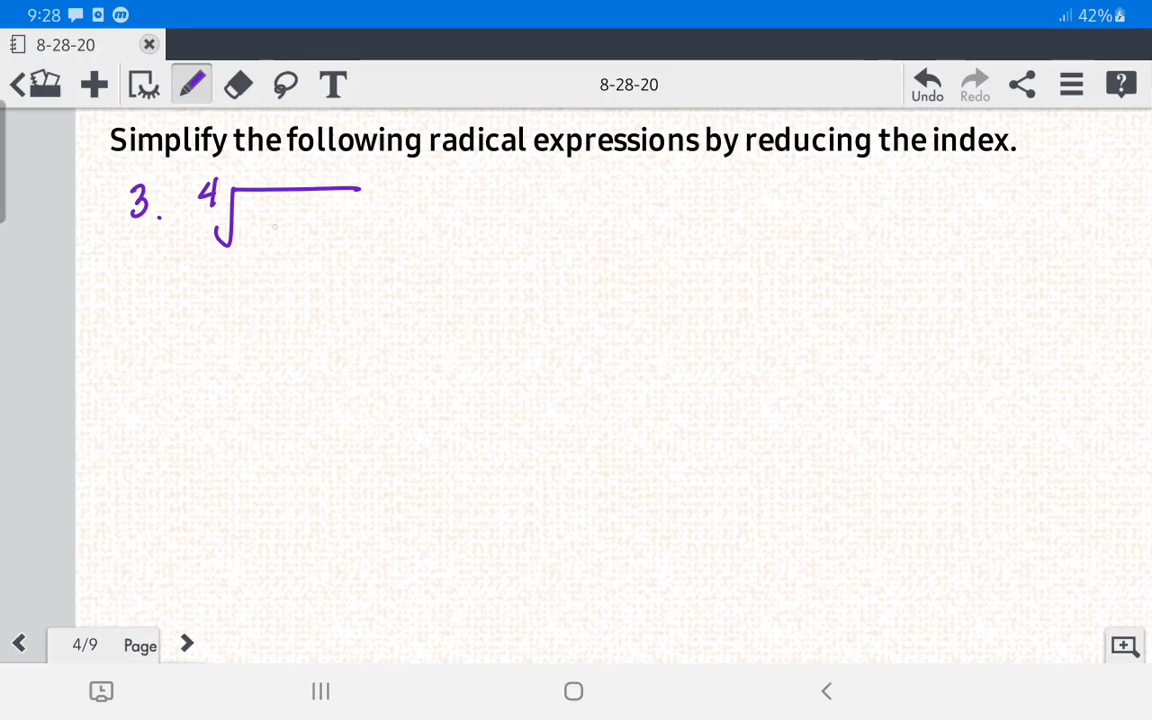 9:28 42%
8-28-20
8-28-20
Undo Redo
Simplify the following radical expressions by reducing the index.
3. ⁴√
4/9 Page